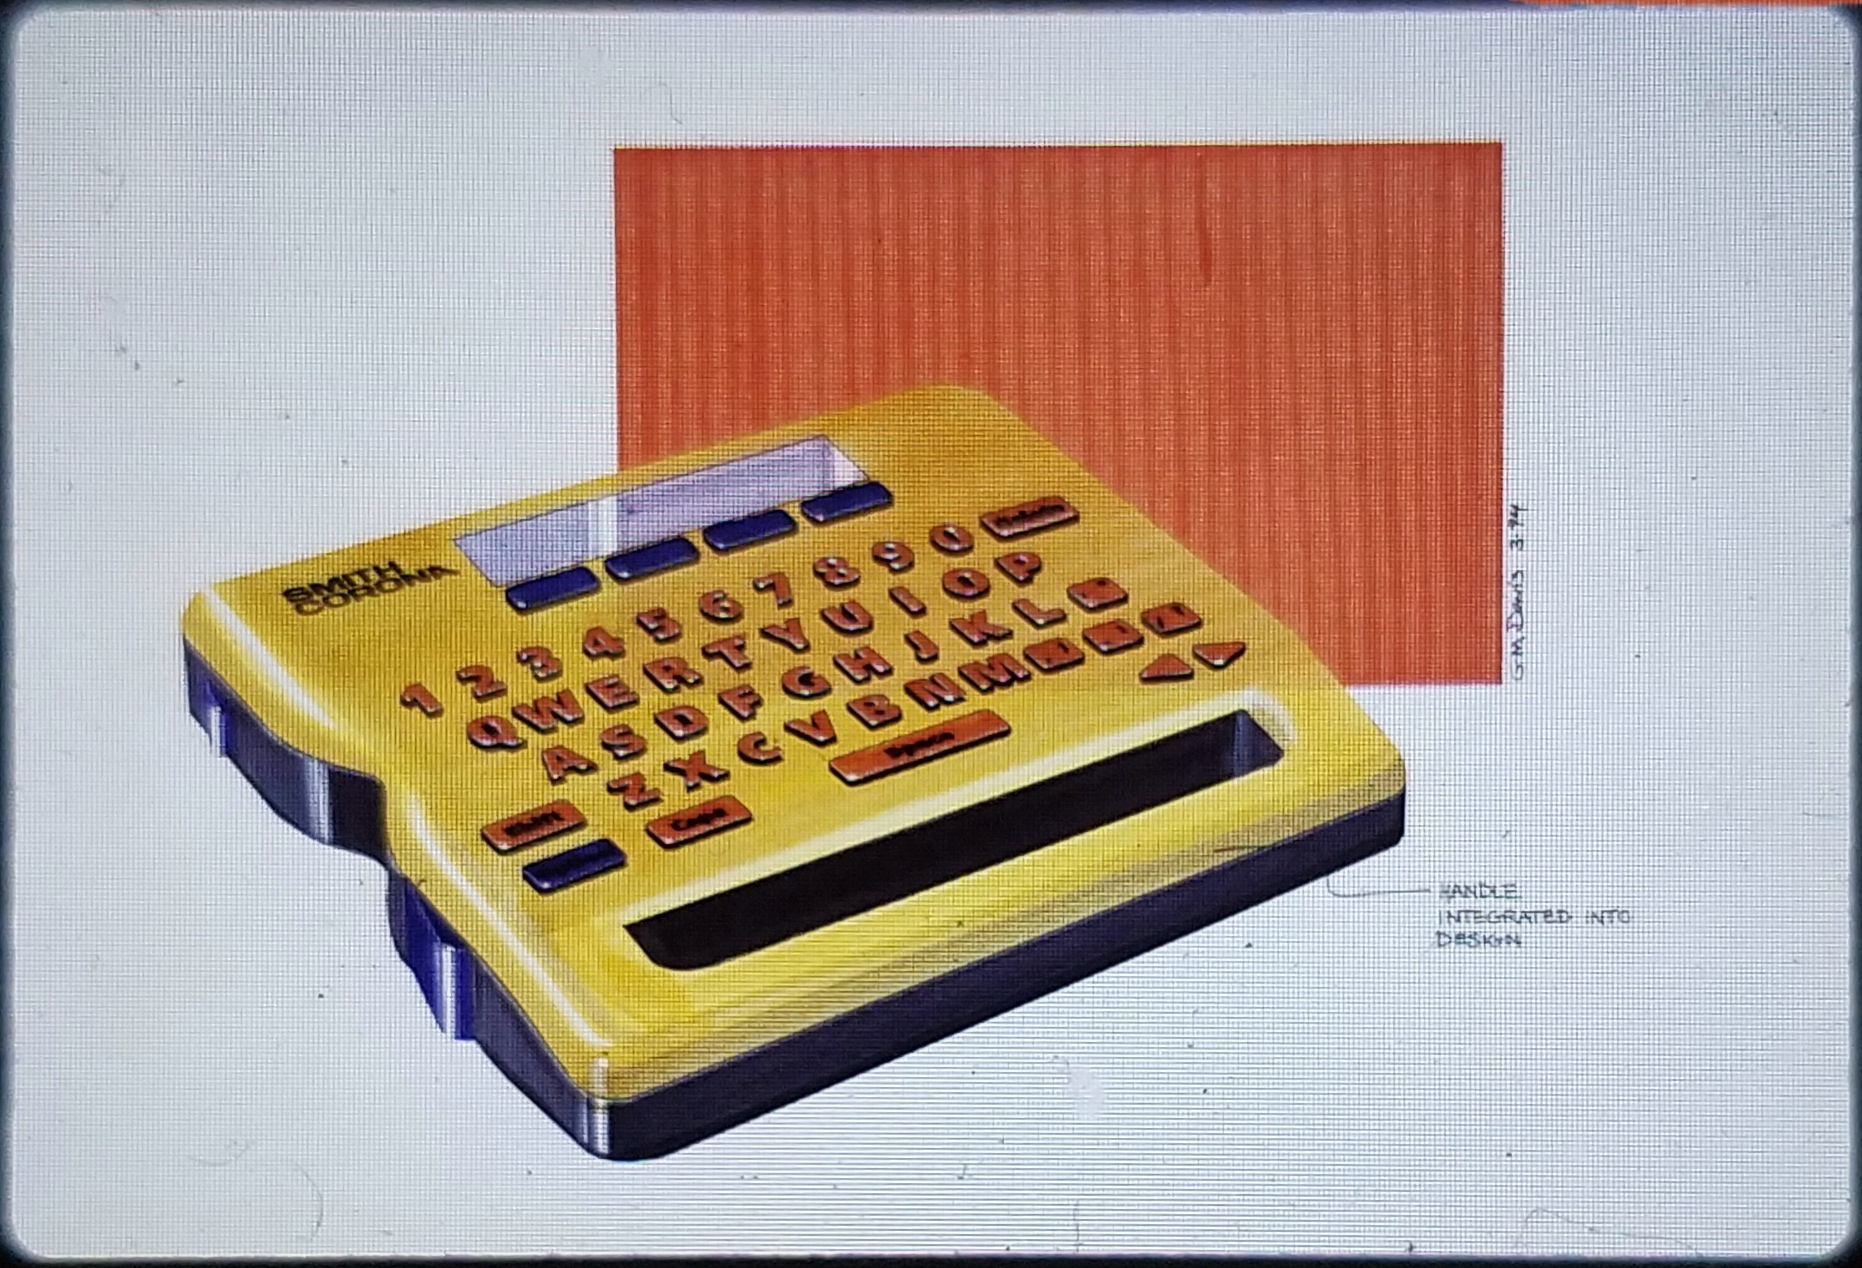 SMITH
CORONA
1 2 3 4 5 6 7 8 9 0 Delete
Q W E R T Y U I O P
A S D F G H J K L
Z X C V B N M
Shift
Caps
Space
G M Davis 3 94
HANDLE
INTEGRATED INTO
DESIGN